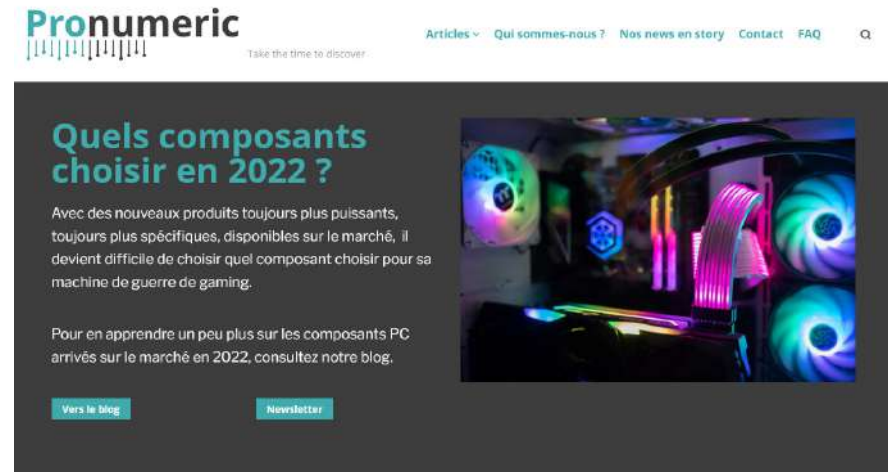 Pronumeric
Take the time to discover
Articles Qui sommes-nous ? Nos news en story Contact FAQ
Quels composants
choisir en 2022 ?
Avec des nouveaux produits toujours plus puissants,
toujours plus spécifiques, disponibles sur le marché, il
devient difficile de choisir quel composant choisir pour sa
machine de guerre de gaming.
Pour en apprendre un peu plus sur les composants PC
arrivés sur le marché en 2022, consultez notre blog.
Vers le blog
Newsletter